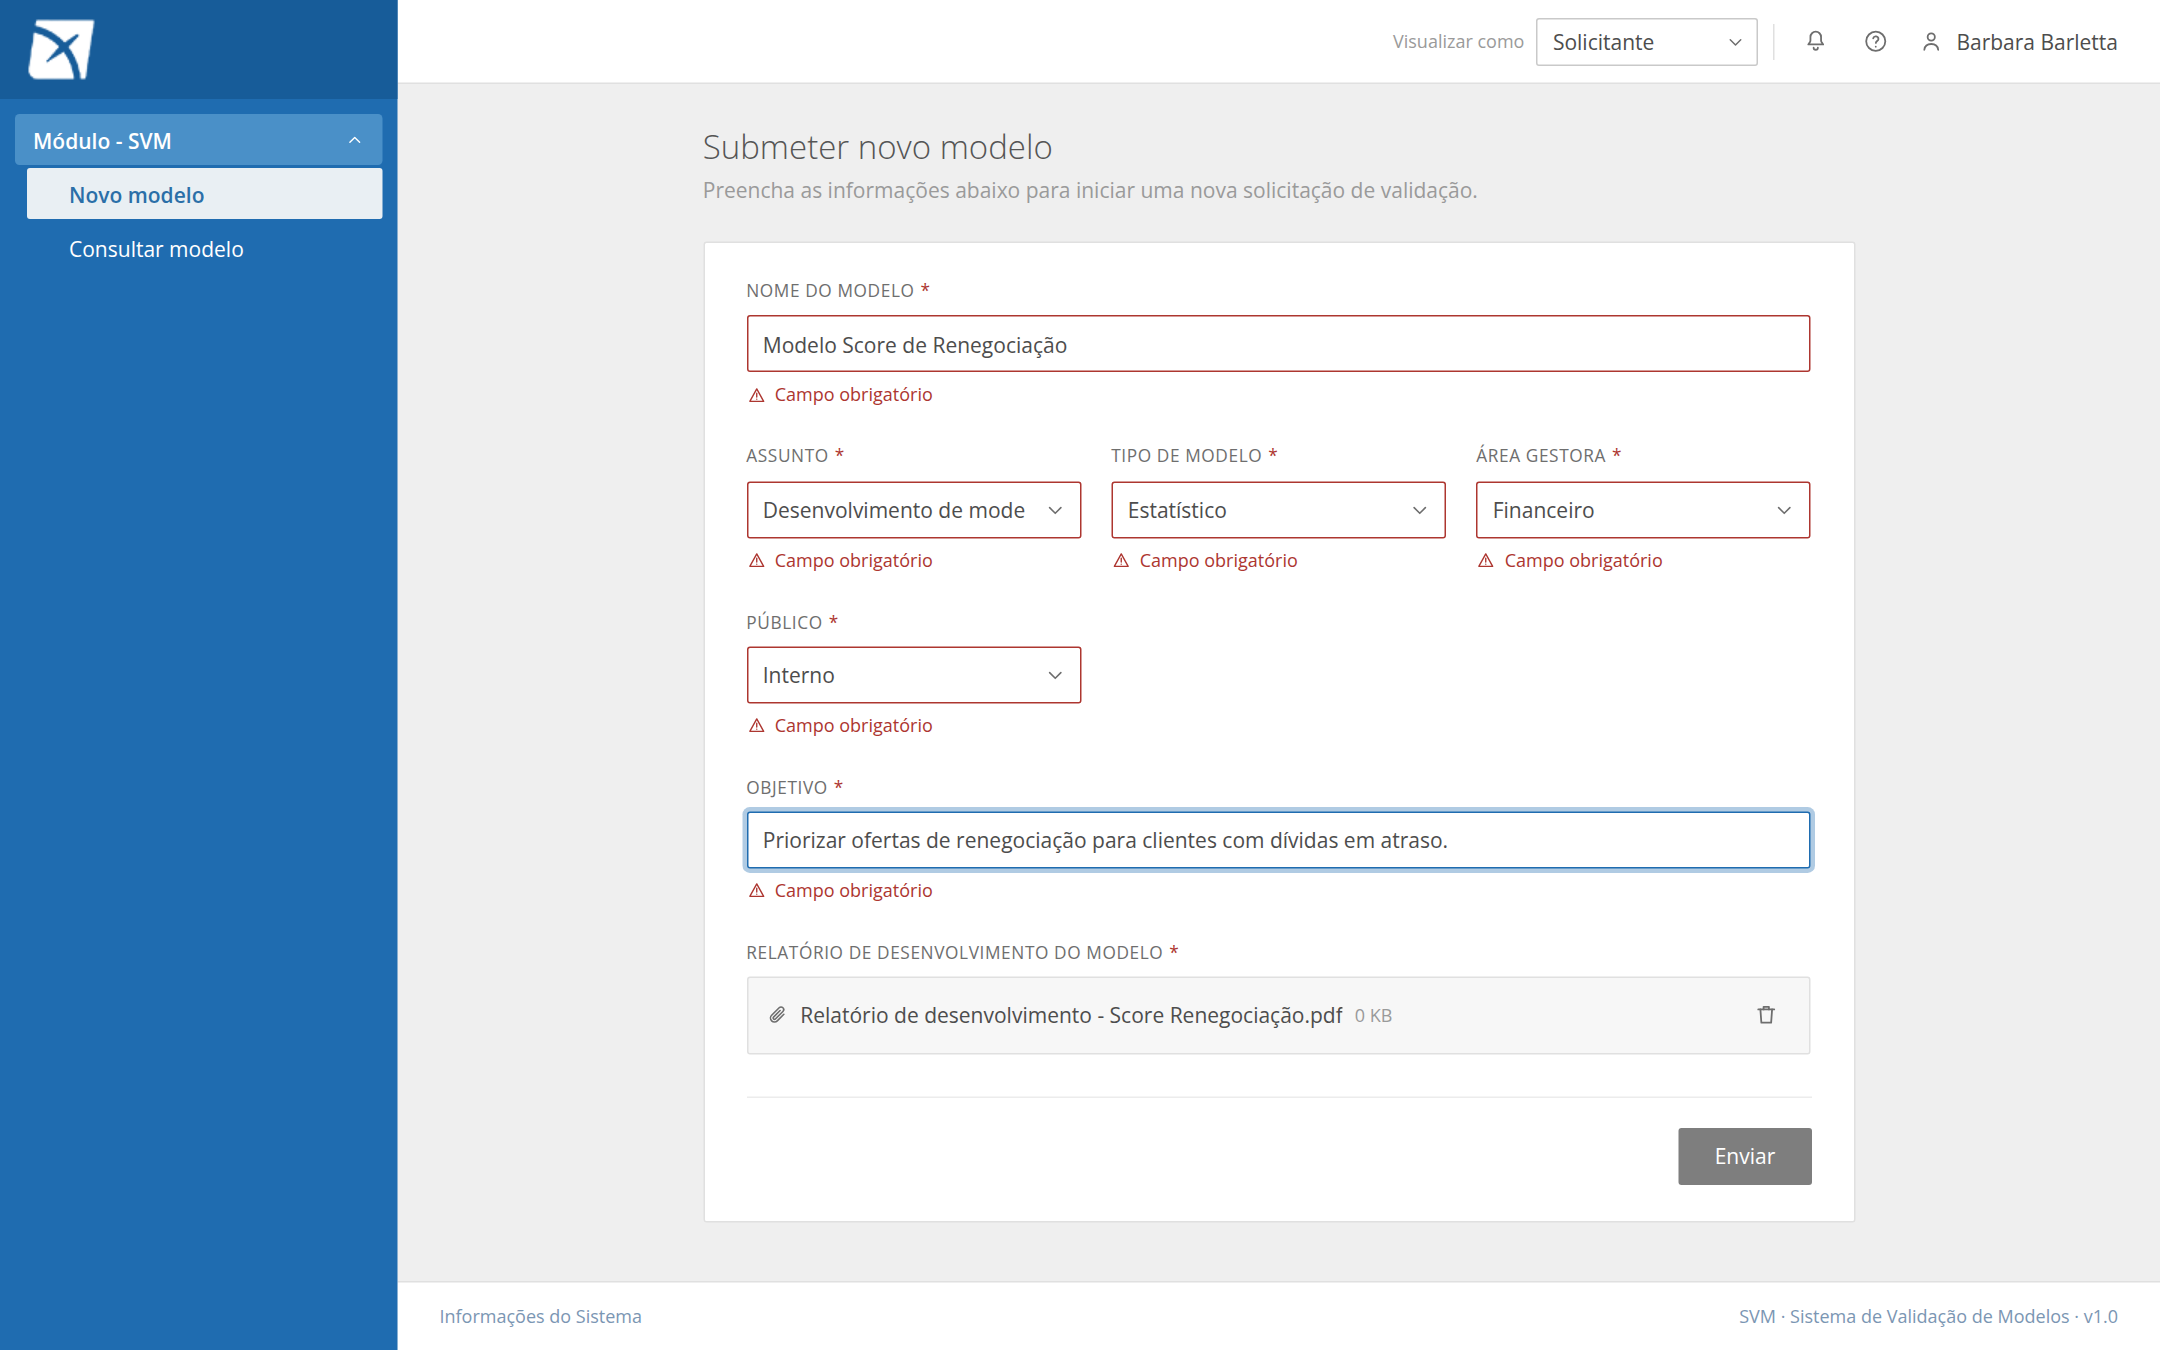 Visualizar como Solicitante Barbara Barletta
Módulo - SVM
Novo modelo
Consultar modelo
Submeter novo modelo
Preencha as informações abaixo para iniciar uma nova solicitação de validação.
NOME DO MODELO *
Modelo Score de Renegociação
Campo obrigatório
ASSUNTO * TIPO DE MODELO * ÁREA GESTORA *
Desenvolvimento de mode Estatístico Financeiro
Campo obrigatório Campo obrigatório Campo obrigatório
PÚBLICO *
Interno
Campo obrigatório
OBJETIVO *
Priorizar ofertas de renegociação para clientes com dívidas em atraso.
Campo obrigatório
RELATÓRIO DE DESENVOLVIMENTO DO MODELO *
Relatório de desenvolvimento - Score Renegociação.pdf 0 KB
Enviar
Informações do Sistema SVM · Sistema de Validação de Modelos · v1.0